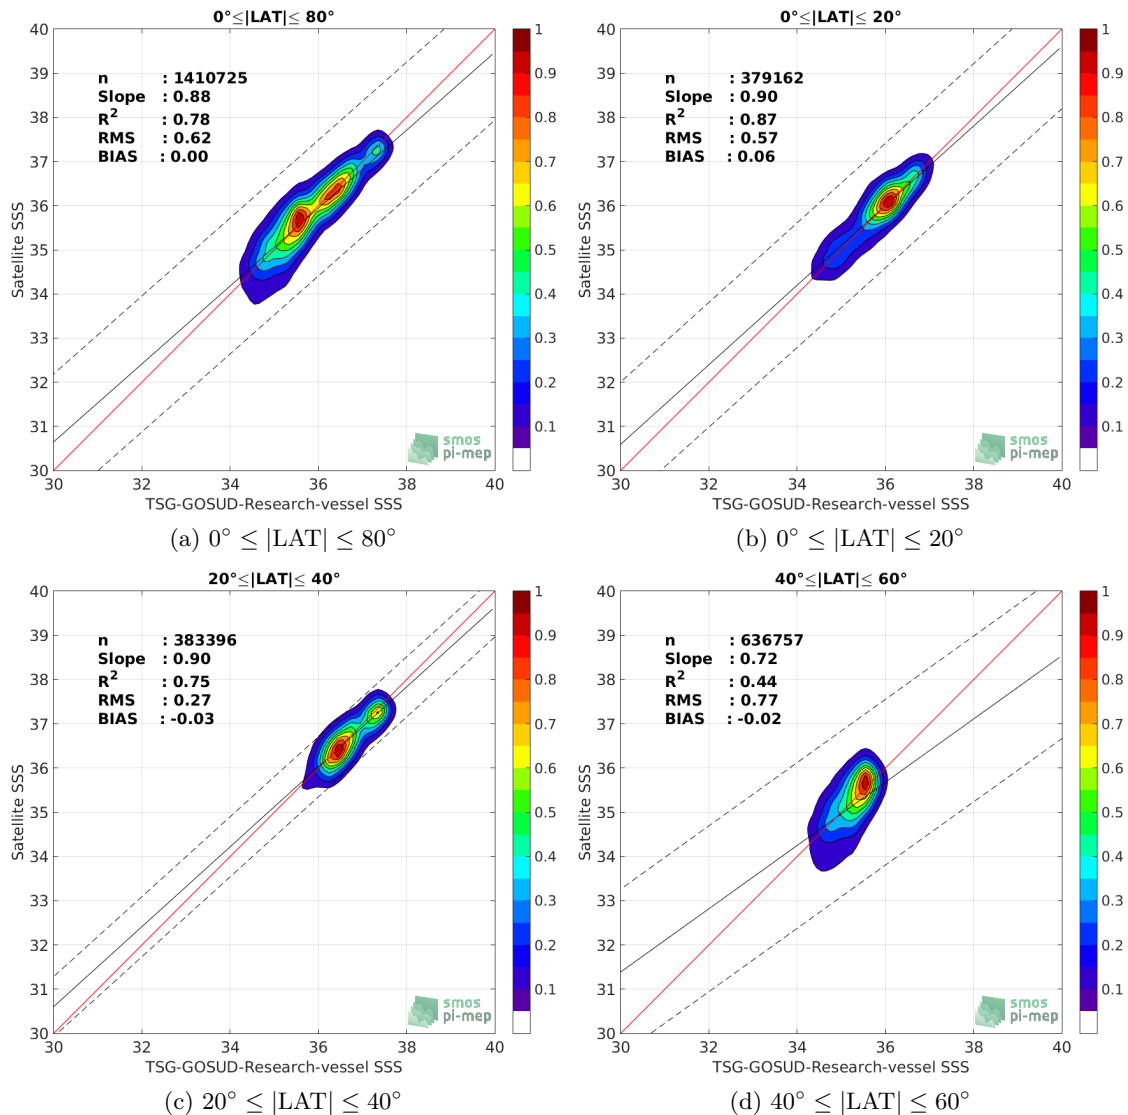 0°≤|LAT|≤ 80°
Satellite SSS
40
39
38
37
36
35
34
33
32
31
30
n : 1410725
Slope : 0.88
R² : 0.78
RMS : 0.62
BIAS : 0.00
smos
pi-mep
30 32 34 36 38 40
TSG-GOSUD-Research-vessel SSS
1
0.9
0.8
0.7
0.6
0.5
0.4
0.3
0.2
0.1
(a) 0° ≤ |LAT| ≤ 80°
0°≤|LAT|≤ 20°
Satellite SSS
40
39
38
37
36
35
34
33
32
31
30
n : 379162
Slope : 0.90
R² : 0.87
RMS : 0.57
BIAS : 0.06
smos
pi-mep
30 32 34 36 38 40
TSG-GOSUD-Research-vessel SSS
1
0.9
0.8
0.7
0.6
0.5
0.4
0.3
0.2
0.1
(b) 0° ≤ |LAT| ≤ 20°
20°≤|LAT|≤ 40°
Satellite SSS
40
39
38
37
36
35
34
33
32
31
30
n : 383396
Slope : 0.90
R² : 0.75
RMS : 0.27
BIAS : -0.03
smos
pi-mep
30 32 34 36 38 40
TSG-GOSUD-Research-vessel SSS
1
0.9
0.8
0.7
0.6
0.5
0.4
0.3
0.2
0.1
(c) 20° ≤ |LAT| ≤ 40°
40°≤|LAT|≤ 60°
Satellite SSS
40
39
38
37
36
35
34
33
32
31
30
n : 636757
Slope : 0.72
R² : 0.44
RMS : 0.77
BIAS : -0.02
smos
pi-mep
30 32 34 36 38 40
TSG-GOSUD-Research-vessel SSS
1
0.9
0.8
0.7
0.6
0.5
0.4
0.3
0.2
0.1
(d) 40° ≤ |LAT| ≤ 60°